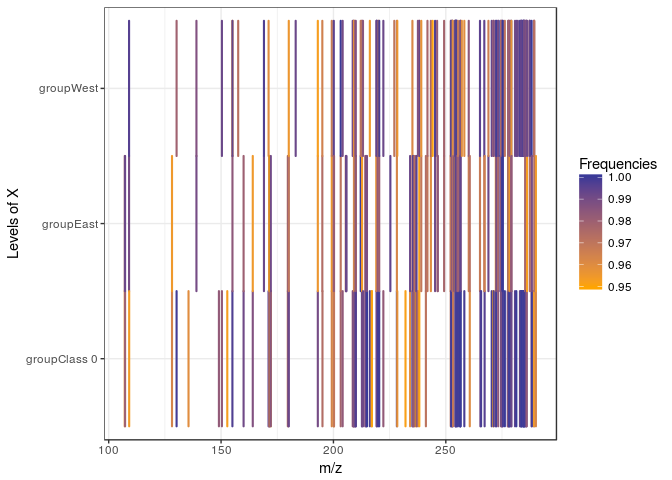 groupWest
groupEast
groupClass 0
Levels of X
100
150
200
250
m/z
Frequencies
1.00
0.99
0.98
0.97
0.96
0.95